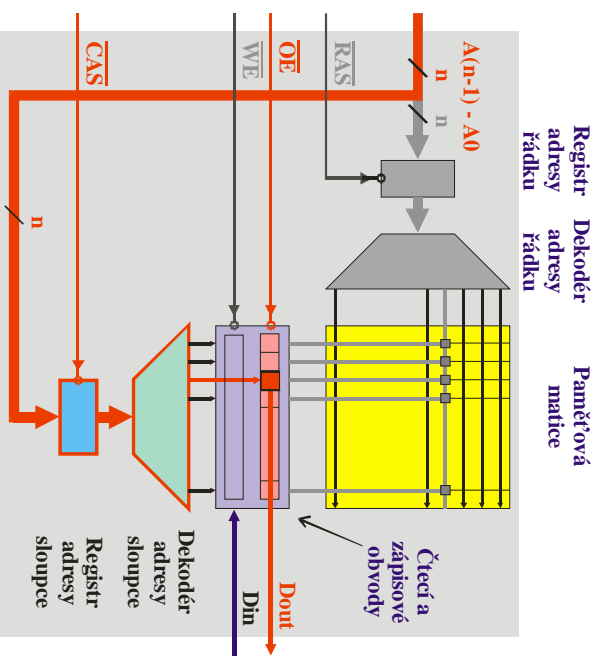 Registr
adresy
řádku
Dekodér
adresy
řádku
Paměťová
matice
A(n-1) - A0
n
n
RAS
Čtecí a
zápisové
obvody
OE
Dout
WE
Din
CAS
Dekodér
adresy
sloupce
Registr
adresy
sloupce
n